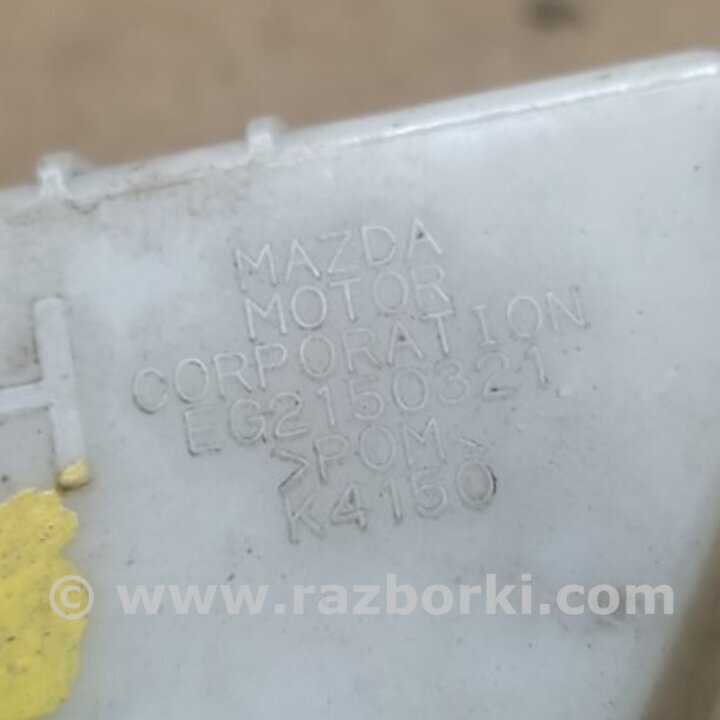 MAZDA
MOTOR
CORPORATION
EG2150321
>POM<
K4150
© www.razborki.com